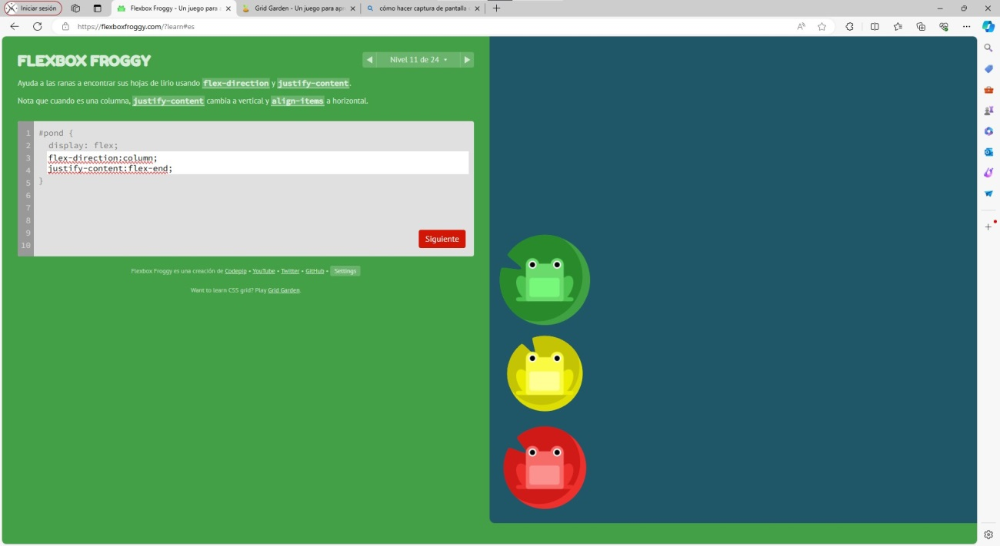 Iniciar sesión
Flexbox Froggy - Un juego para
Grid Garden - Un juego para apr
cómo hacer captura de pantalla
https://flexboxfroggy.com/?learn#es
FLEXBOX FROGGY
Nivel 11 de 24
Ayuda a las ranas a encontrar sus hojas de lirio usando flex-direction y justify-content.
Nota que cuando es una columna, justify-content cambia a vertical y align-items a horizontal.
1 #pond {
2 display: flex;
3 flex-direction:column;
4 justify-content:flex-end;
5 }
6
7
8
9
10
Siguiente
Flexbox Froggy es una creación de Codepip • YouTube • Twitter • GitHub • Settings
Want to learn CSS grid? Play Grid Garden.